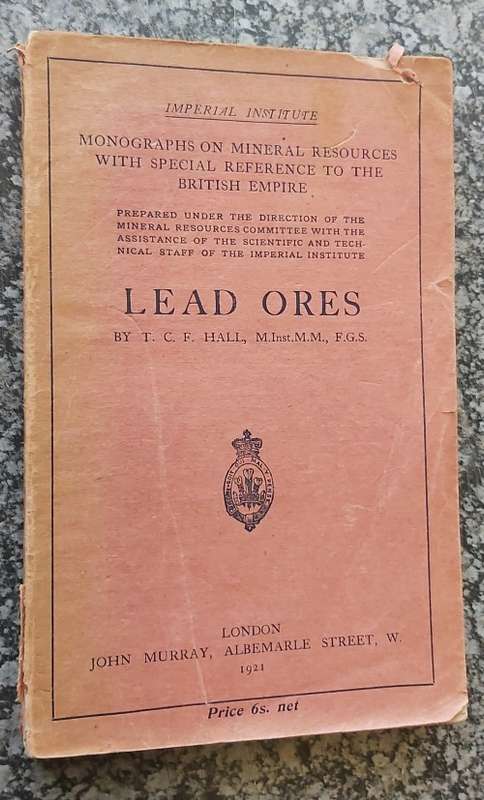 IMPERIAL INSTITUTE
MONOGRAPHS ON MINERAL RESOURCES
WITH SPECIAL REFERENCE TO THE
BRITISH EMPIRE
PREPARED UNDER THE DIRECTION OF THE
MINERAL RESOURCES COMMITTEE WITH THE
ASSISTANCE OF THE SCIENTIFIC AND TECH-
NICAL STAFF OF THE IMPERIAL INSTITUTE
LEAD ORES
BY T. C. F. HALL, M.Inst.M.M., F.G.S.
LONDON
JOHN MURRAY, ALBEMARLE STREET, W.
1921
Price 6s. net